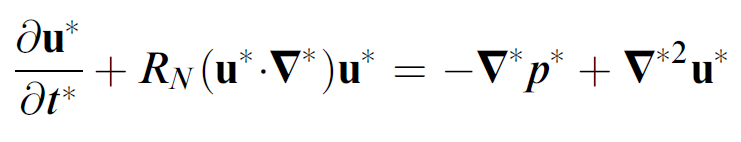 ∂u*/∂t* + R_N(u*·∇*)u* = −∇*p* + ∇*²u*